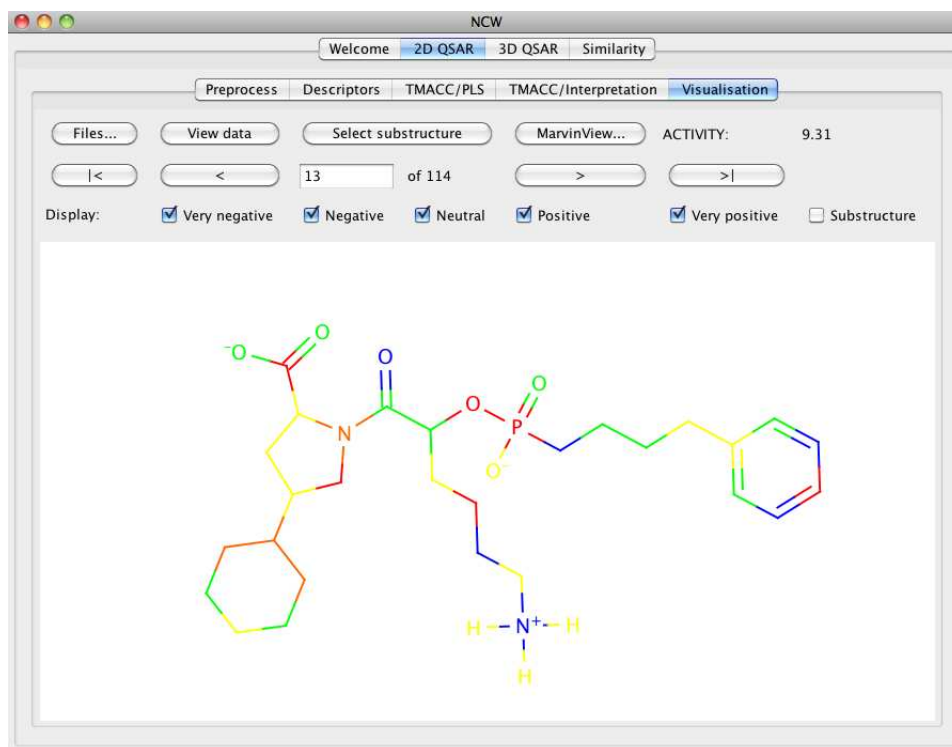 NCW
Welcome 2D QSAR 3D QSAR Similarity
Preprocess Descriptors TMACC/PLS TMACC/Interpretation Visualisation
Files... View data Select substructure MarvinView... ACTIVITY: 9.31
|< < 13 of 114 > >|
Display: Very negative Negative Neutral Positive Very positive Substructure
O
⁻O O O
O P
N O⁻
H N⁺ H
H